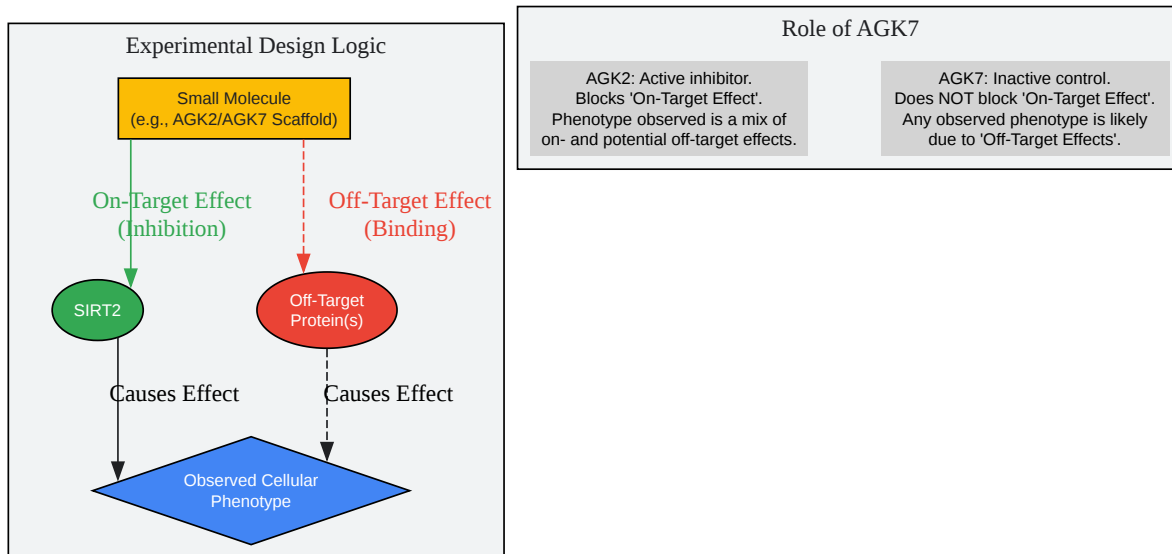 Experimental Design Logic
Small Molecule
(e.g., AGK2/AGK7 Scaffold)
On-Target Effect
(Inhibition)
Off-Target Effect
(Binding)
SIRT2
Off-Target
Protein(s)
Causes Effect
Causes Effect
Observed Cellular
Phenotype
Role of AGK7
AGK2: Active inhibitor.
Blocks 'On-Target Effect'.
Phenotype observed is a mix of
on- and potential off-target effects.
AGK7: Inactive control.
Does NOT block 'On-Target Effect'.
Any observed phenotype is likely
due to 'Off-Target Effects'.